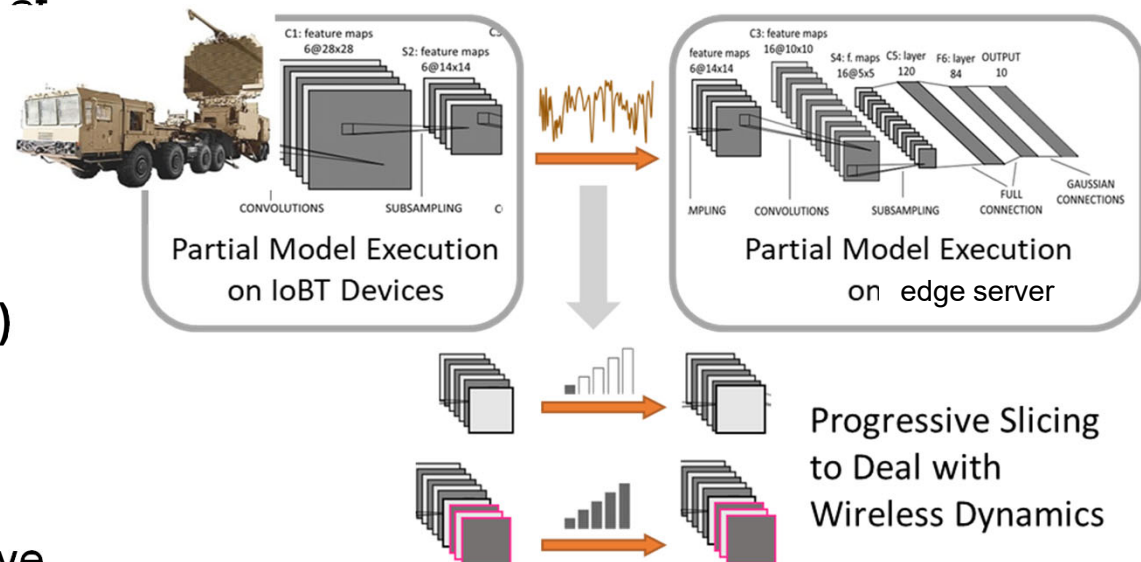 C1: feature maps
6@28x28
S2: feature maps
6@14x14
CONVOLUTIONS
SUBSAMPLING
Partial Model Execution
on IoBT Devices
feature maps
6@14x14
C3: feature maps
16@10x10
S4: f. maps
16@5x5
C5: layer
120
F6: layer
84
OUTPUT
10
MPLING
CONVOLUTIONS
SUBSAMPLING
FULL
CONNECTION
GAUSSIAN
CONNECTIONS
Partial Model Execution
on edge server
)
Progressive Slicing
to Deal with
Wireless Dynamics
ve